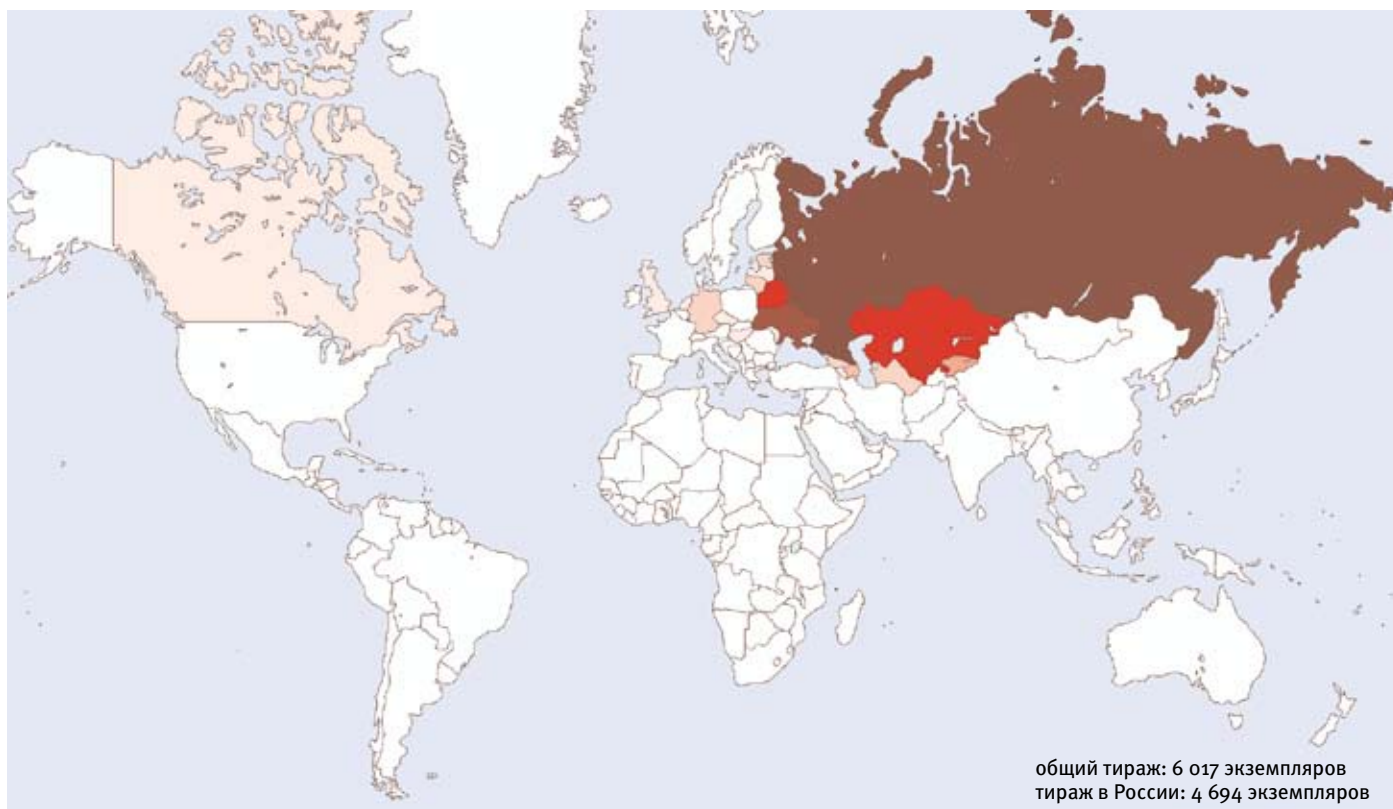 общий тираж: 6 017 экземпляров
тираж в России: 4 694 экземпляров